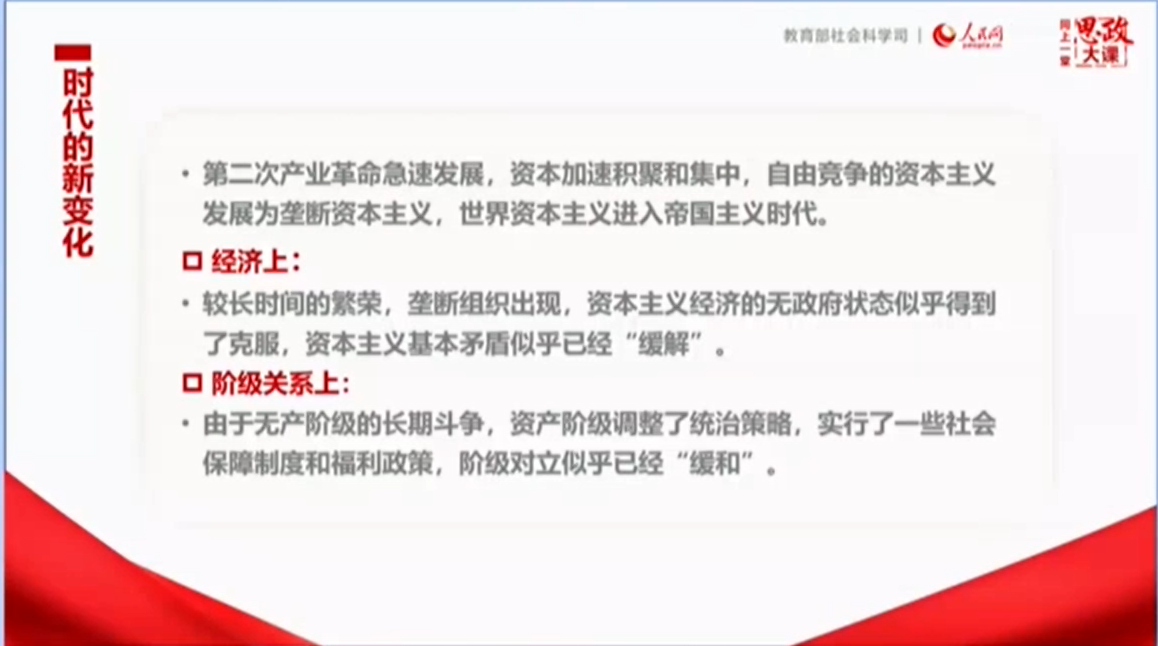 教育部社会科学司
人民网
people.cn
网上一堂
思政
大课
时代的新变化
• 第二次产业革命急速发展，资本加速积聚和集中，自由竞争的资本主义
发展为垄断资本主义，世界资本主义进入帝国主义时代。
经济上：
• 较长时间的繁荣，垄断组织出现，资本主义经济的无政府状态似乎得到
了克服，资本主义基本矛盾似乎已经“缓解”。
阶级关系上：
• 由于无产阶级的长期斗争，资产阶级调整了统治策略，实行了一些社会
保障制度和福利政策，阶级对立似乎已经“缓和”。